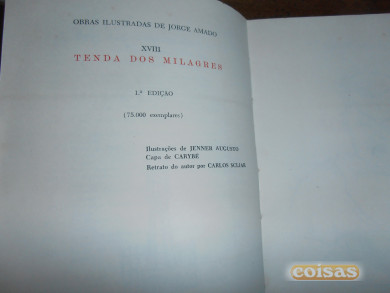 OBRAS ILUSTRADAS DE JORGE AMADO
XVIII
TENDA DOS MILAGRES
1.ª EDIÇÃO
(75.000 exemplares)
Ilustrações de JENNER AUGUSTO
Capa de CARYBÉ
Retrato do autor por CARLOS SCLIAR
coisas